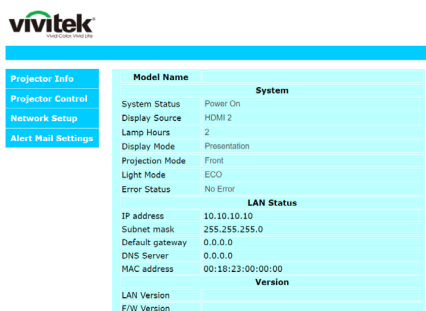 vivitek
Vivid Color, Vivid Life
Projector Info
Projector Control
Network Setup
Alert Mail Settings
Model Name
System
System Status Power On
Display Source HDMI 2
Lamp Hours 2
Display Mode Presentation
Projection Mode Front
Light Mode ECO
Error Status No Error
LAN Status
IP address 10.10.10.10
Subnet mask 255.255.255.0
Default gateway 0.0.0.0
DNS Server 0.0.0.0
MAC address 00:18:23:00:00:00
Version
LAN Version
F/W Version